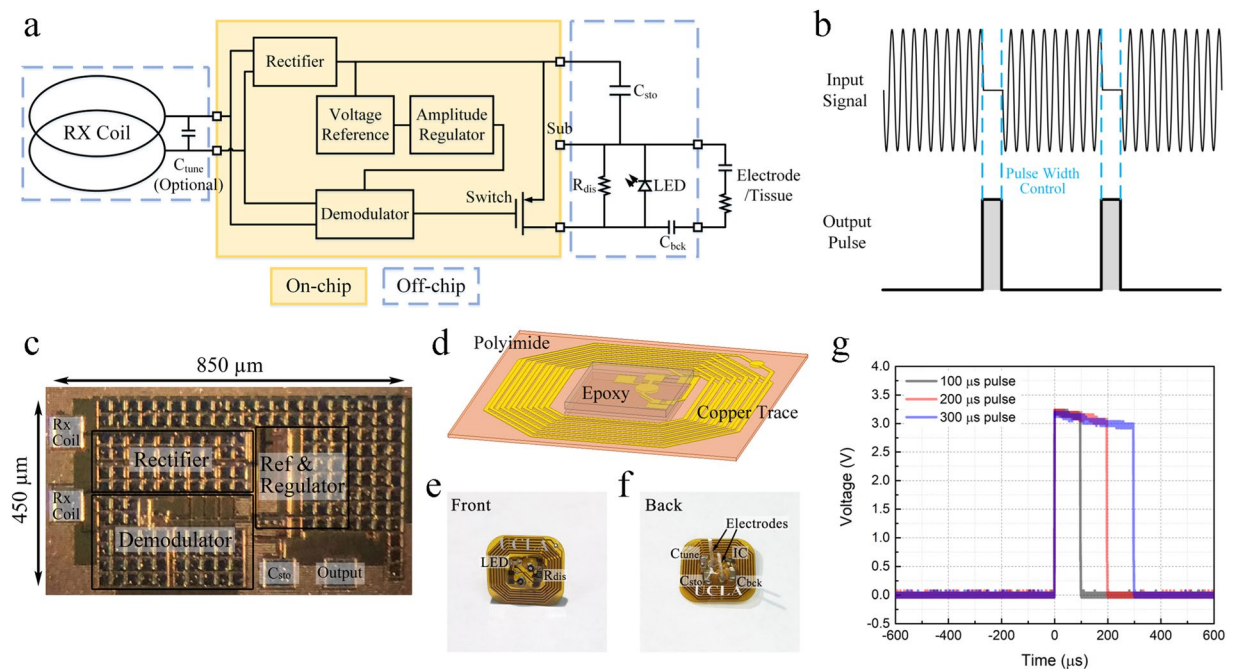 a
RX Coil
C_tune
(Optional)
Rectifier
Voltage
Reference
Amplitude
Regulator
Demodulator
Switch
Sub
C_sto
R_dis
LED
C_bck
Electrode
/Tissue
On-chip
Off-chip
b
Input
Signal
Pulse Width
Control
Output
Pulse
c
850 µm
450 µm
Rx
Coil
Rx
Coil
Rectifier
Ref &
Regulator
Demodulator
C_sto
Output
d
Polyimide
Epoxy
Copper Trace
e
Front
UCLA
LED
R_dis
f
Back
Electrodes
C_tune
IC
C_sto
C_bck
UCLA
g
4.0
3.5
3.0
2.5
2.0
1.5
1.0
0.5
0.0
-0.5
Voltage (V)
100 µs pulse
200 µs pulse
300 µs pulse
-600
-400
-200
0
200
400
600
Time (µs)